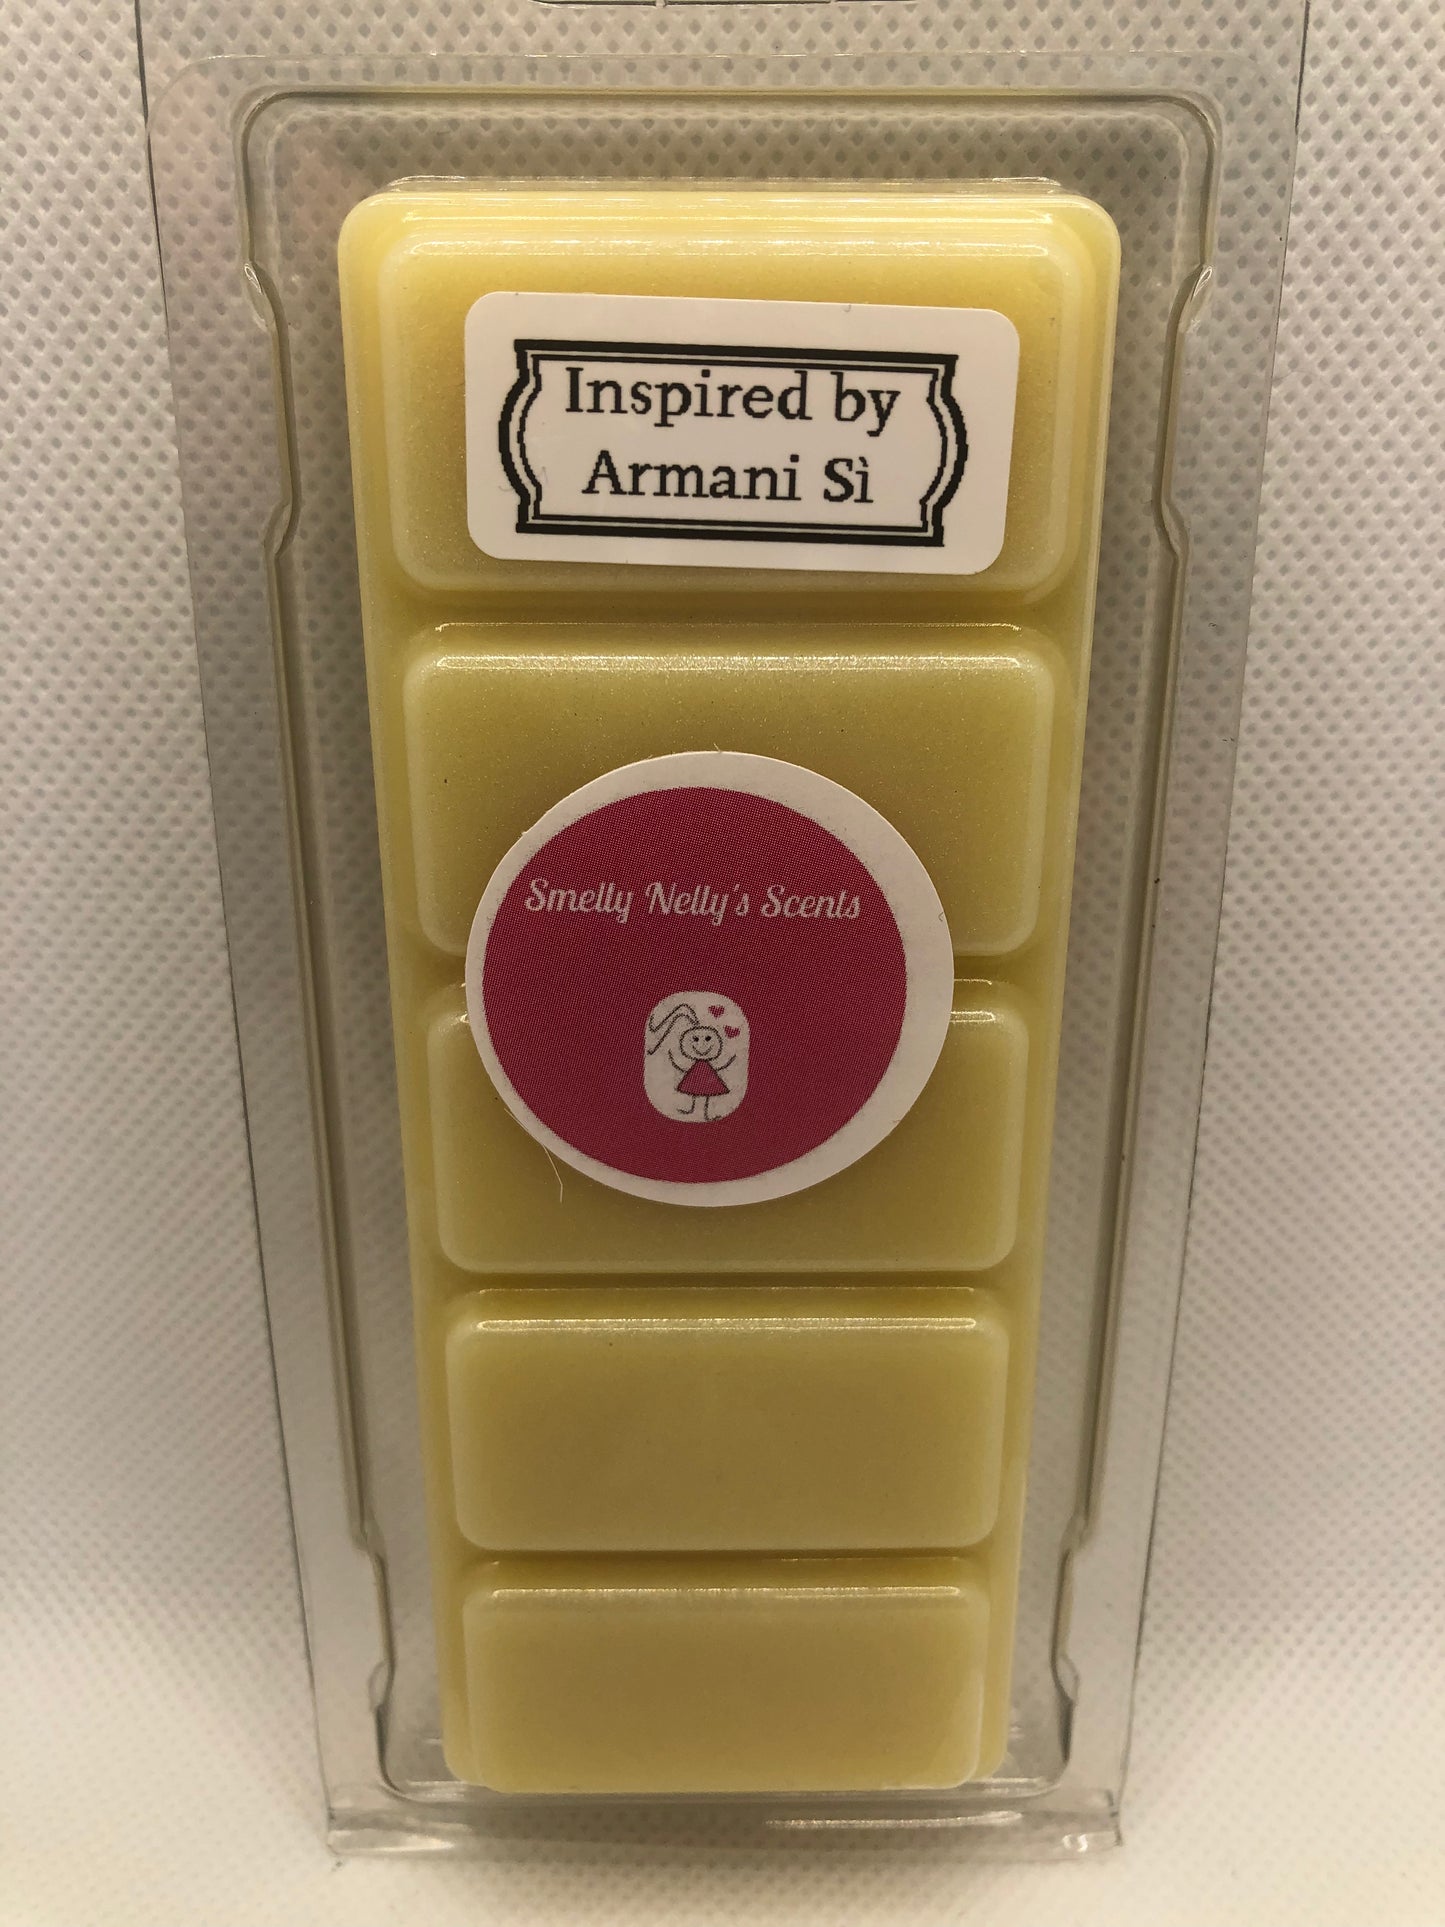 Inspired by
Armani Sì
Smelly Nelly's Scents